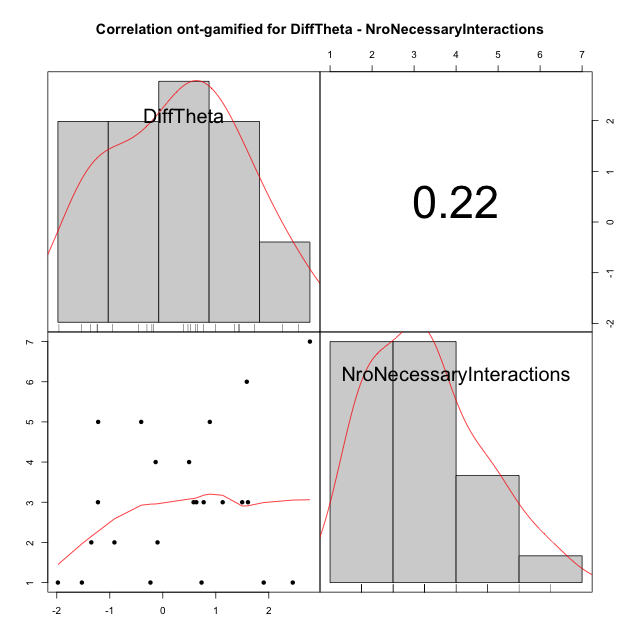 Correlation ont-gamified for DiffTheta - NroNecessaryInteractions
1 2 3 4 5 6 7
DiffTheta
0.22
2
1
0
-1
-2
7
6
5
4
3
2
1
NroNecessaryInteractions
-2 -1 0 1 2